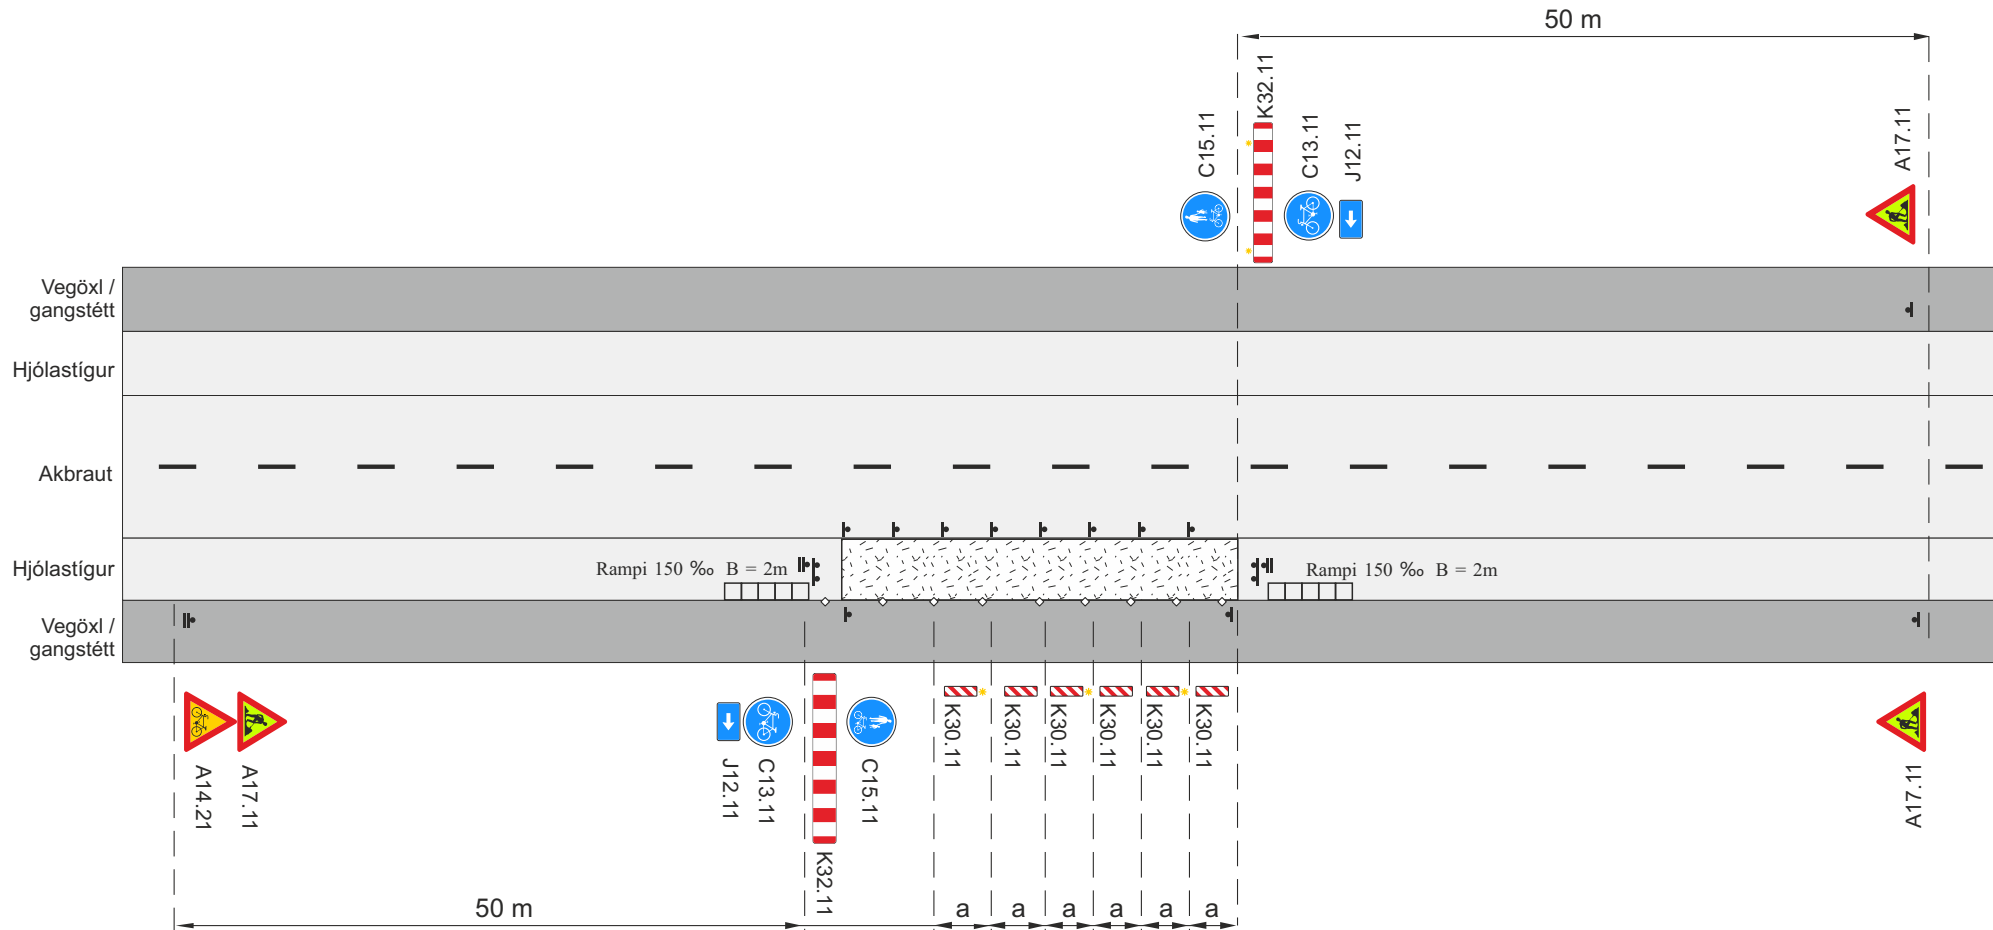 50 m
K32.11
C15.11
C13.11
J12.11
A17.11
Vegöxl /
gangstétt
Hjólastígur
Akbraut
Hjólastígur
Rampi 150 ‰ B = 2m
Rampi 150 ‰ B = 2m
Vegöxl /
gangstétt
A14.21
A17.11
J12.11
C13.11
K32.11
C15.11
K30.11
K30.11
K30.11
K30.11
K30.11
K30.11
A17.11
50 m
a
a
a
a
a
a